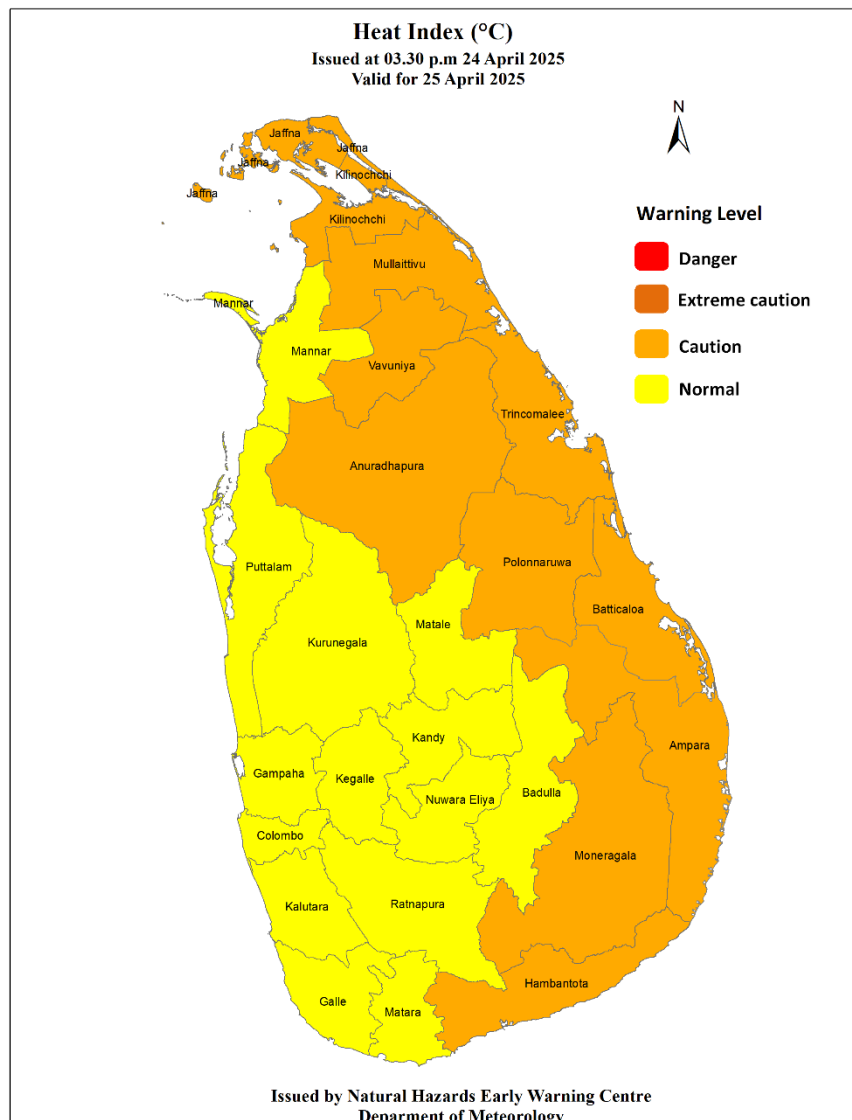 Heat Index (°C)
Issued at 03.30 p.m 24 April 2025
Valid for 25 April 2025
N
Jaffna
Jaffna
Jaffna
Kilinochchi
Jaffna
Kilinochchi
Warning Level
Mullaittivu
Danger
Extreme caution
Mannar
Caution
Mannar
Vavuniya
Normal
Trincomalee
Anuradhapura
Polonnaruwa
Puttalam
Batticaloa
Matale
Kurunegala
Kandy
Ampara
Gampaha
Kegalle
Badulla
Nuwara Eliya
Colombo
Moneragala
Kalutara
Ratnapura
Hambantota
Galle
Matara
Issued by Natural Hazards Early Warning Centre
Deparment of Meteorology